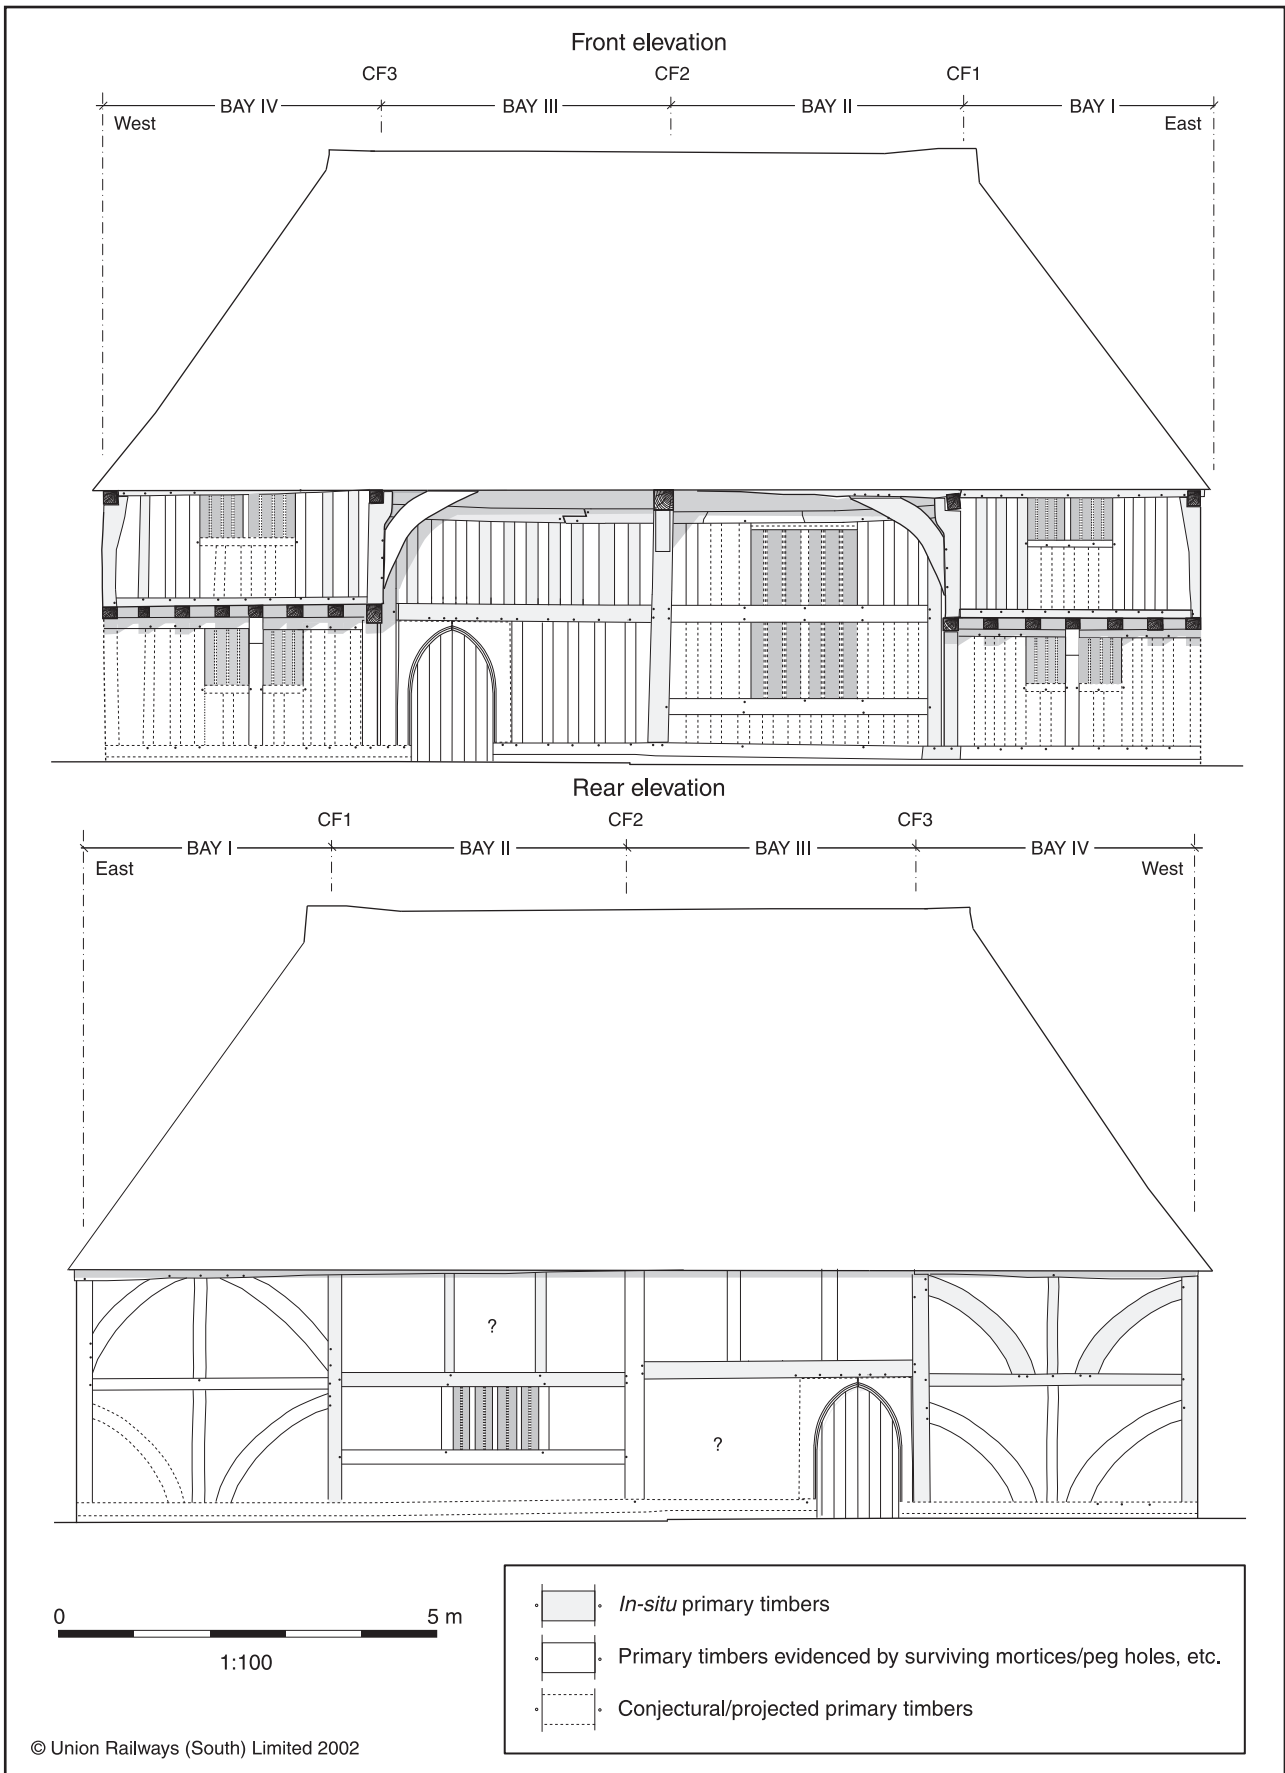 Front elevation
CF3 CF2 CF1
BAY IV BAY III BAY II BAY I
West East
Rear elevation
CF1 CF2 CF3
BAY I BAY II BAY III BAY IV
East West
?
?
0 5 m
1:100
In-situ primary timbers
Primary timbers evidenced by surviving mortices/peg holes, etc.
Conjectural/projected primary timbers
© Union Railways (South) Limited 2002